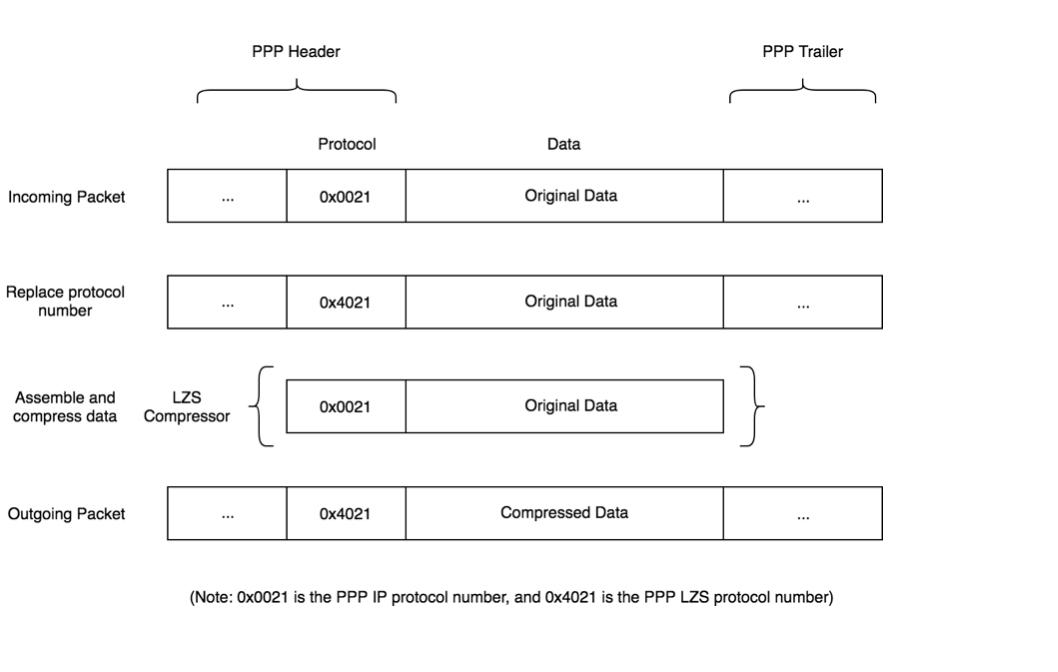 PPP Header
PPP Trailer
Protocol
Data
Incoming Packet
...
0x0021
Original Data
...
Replace protocol
number
...
0x4021
Original Data
...
Assemble and
compress data
LZS
Compressor
0x0021
Original Data
Outgoing Packet
...
0x4021
Compressed Data
...
(Note: 0x0021 is the PPP IP protocol number, and 0x4021 is the PPP LZS protocol number)